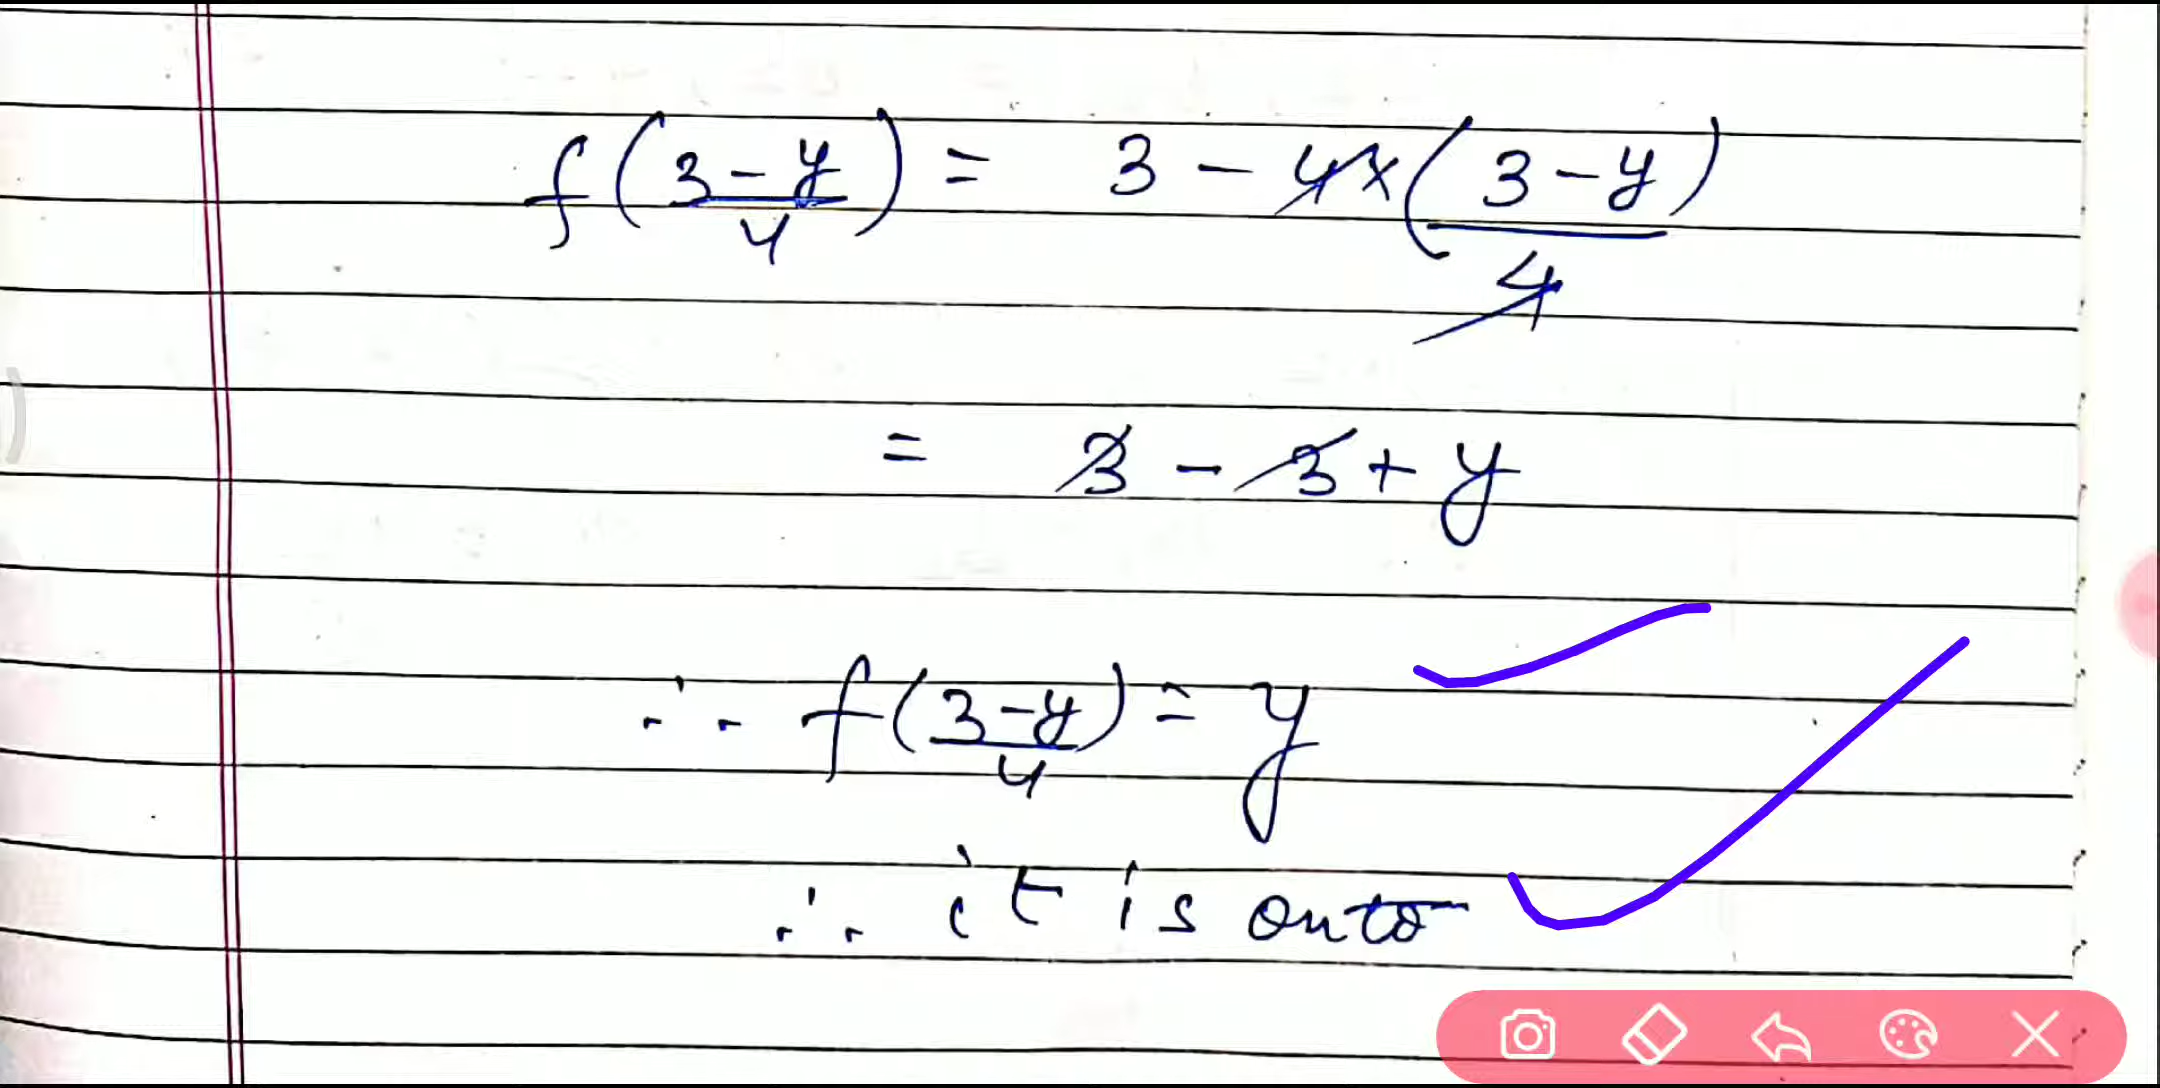 f(3-y/4) = 3 - 4×(3-y)/4
= 3 - 3 + y
∴ f(3-y/4) = y
∴ it is onto